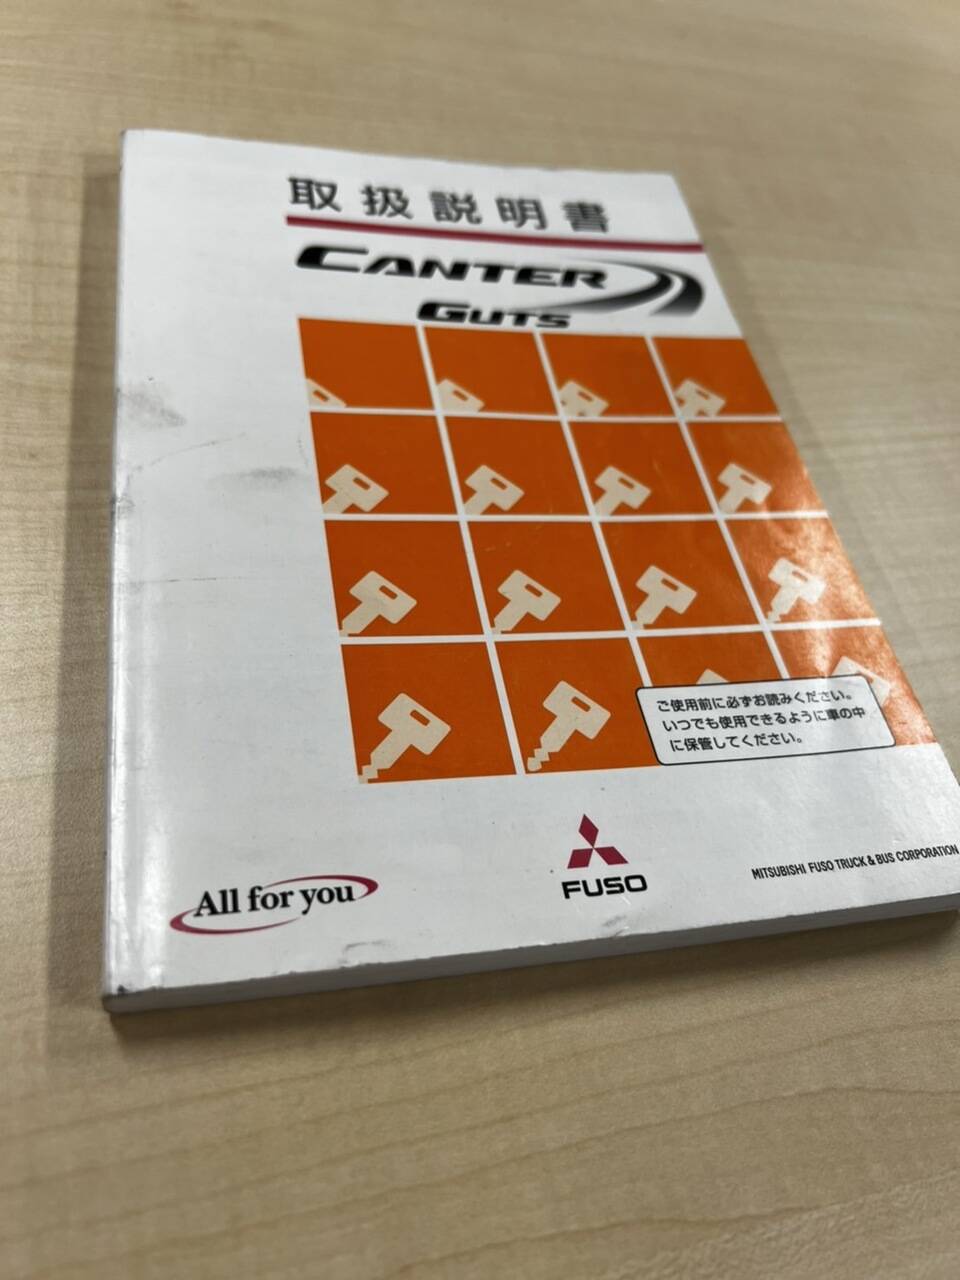 取扱説明書
CANTER
GUTS
ご使用前に必ずお読みください。
いつでも使用できるように車の中
に保管してください。
All for you
FUSO
MITSUBISHI FUSO TRUCK & BUS CORPORATION